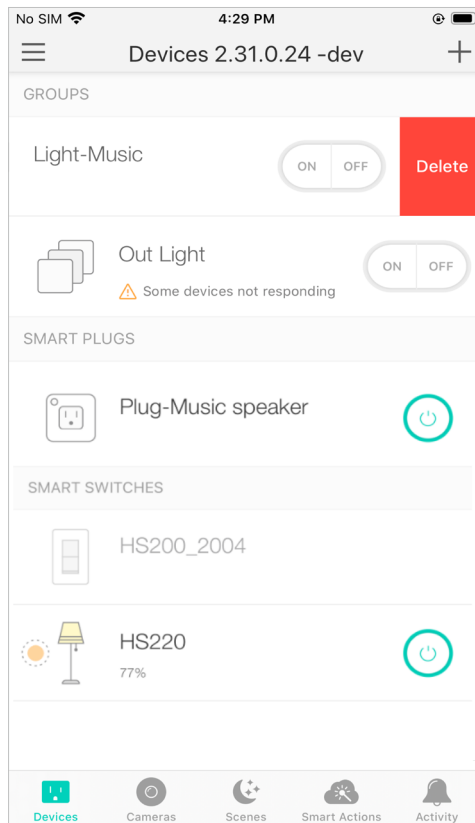 No SIM 4:29 PM
Devices 2.31.0.24 -dev
GROUPS
Light-Music ON OFF Delete
Out Light ON OFF
Some devices not responding
SMART PLUGS
Plug-Music speaker
SMART SWITCHES
HS200_2004
HS220
77%
Devices Cameras Scenes Smart Actions Activity